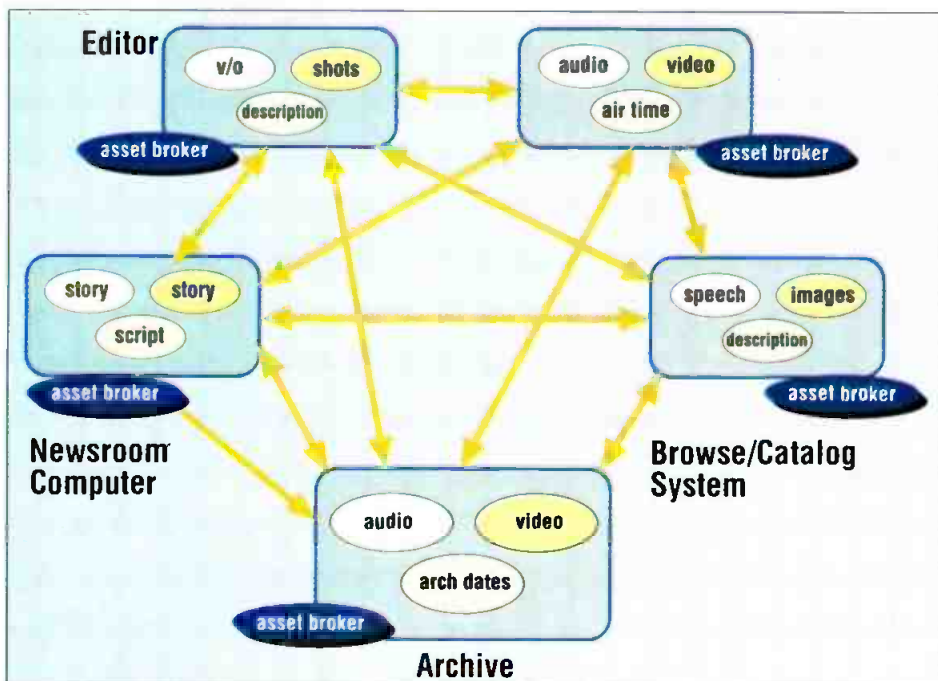 Editor
v/o
shots
description
asset broker
audio
video
air time
asset broker
story
story
script
asset broker
Newsroom
Computer
speech
images
description
asset broker
Browse/Catalog
System
audio
video
arch dates
asset broker
Archive